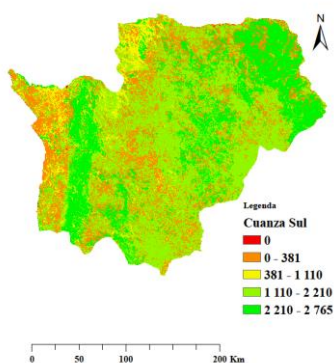 N
Legenda
Cuanza Sul
0
0 - 381
381 - 1 110
1 110 - 2 210
2 210 - 2 765
0 50 100 200 Km